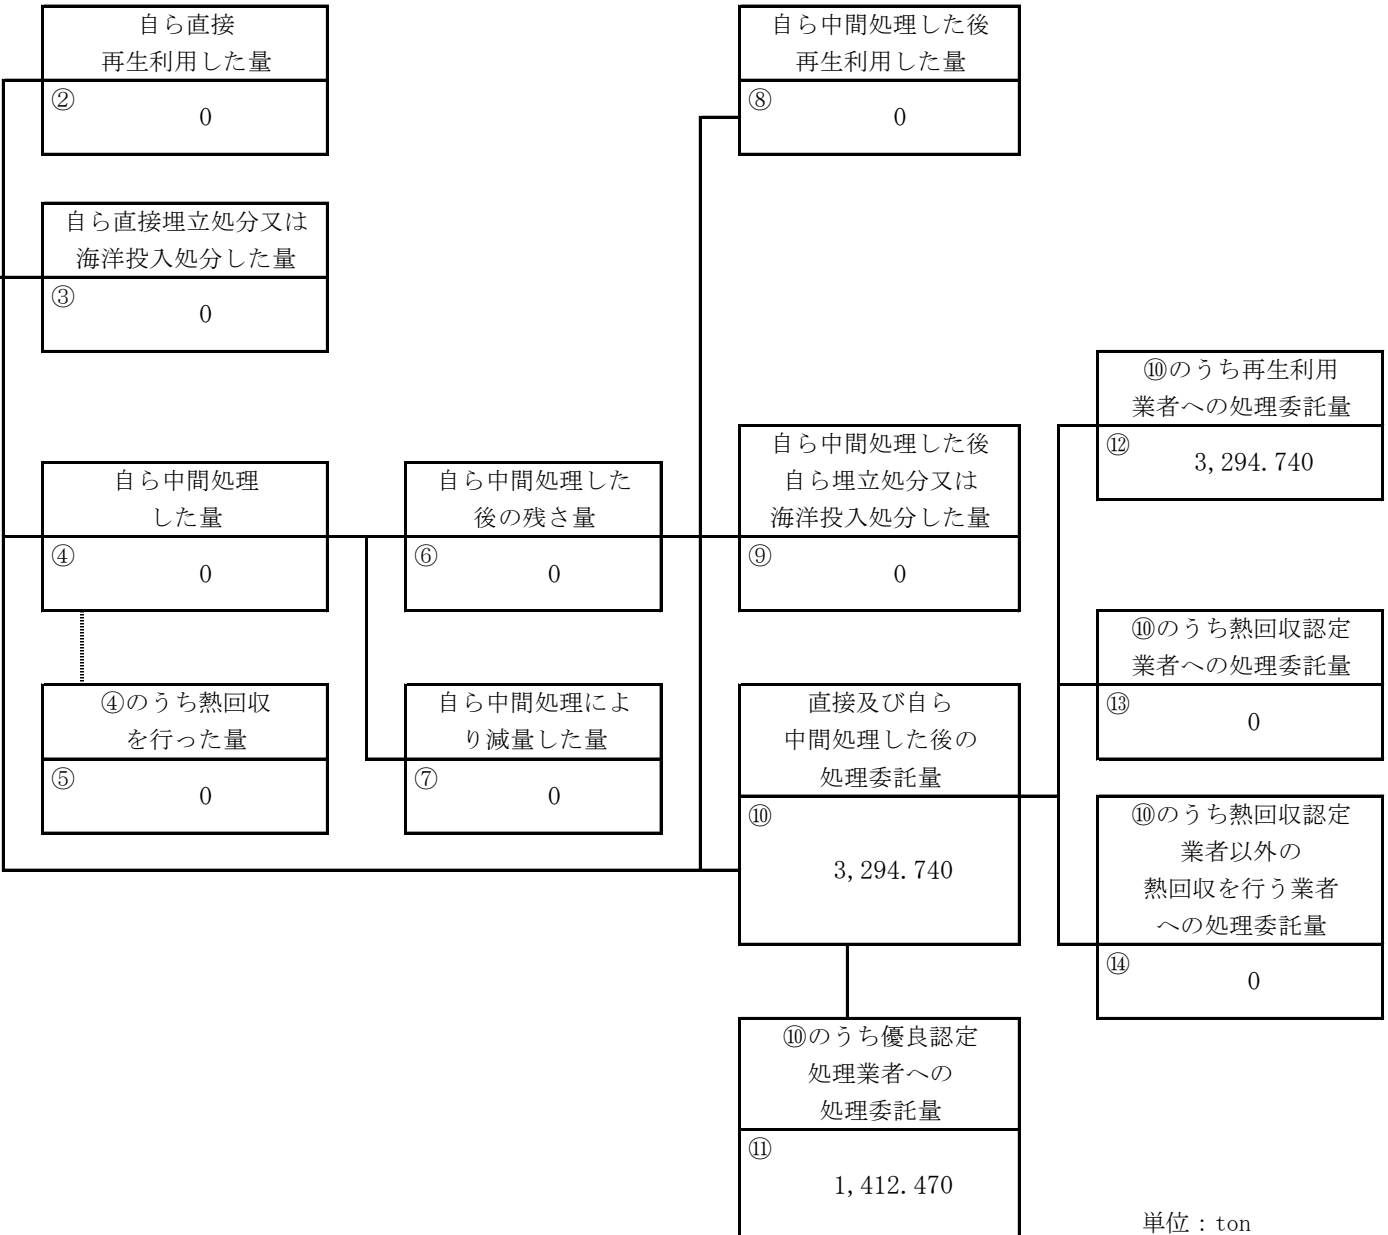 自ら直接
再生利用した量
②
0
自ら中間処理した後
再生利用した量
⑧
0
自ら直接埋立処分又は
海洋投入処分した量
③
0
⑩のうち再生利用
業者への処理委託量
⑫
3,294.740
自ら中間処理
した量
④
0
自ら中間処理した
後の残さ量
⑥
0
自ら中間処理した後
自ら埋立処分又は
海洋投入処分した量
⑨
0
⑩のうち熱回収認定
業者への処理委託量
⑬
0
④のうち熱回収
を行った量
⑤
0
自ら中間処理によ
り減量した量
⑦
0
直接及び自ら
中間処理した後の
処理委託量
⑩
3,294.740
⑩のうち熱回収認定
業者以外の
熱回収を行う業者
への処理委託量
⑭
0
⑩のうち優良認定
処理業者への
処理委託量
⑪
1,412.470
単位：ton